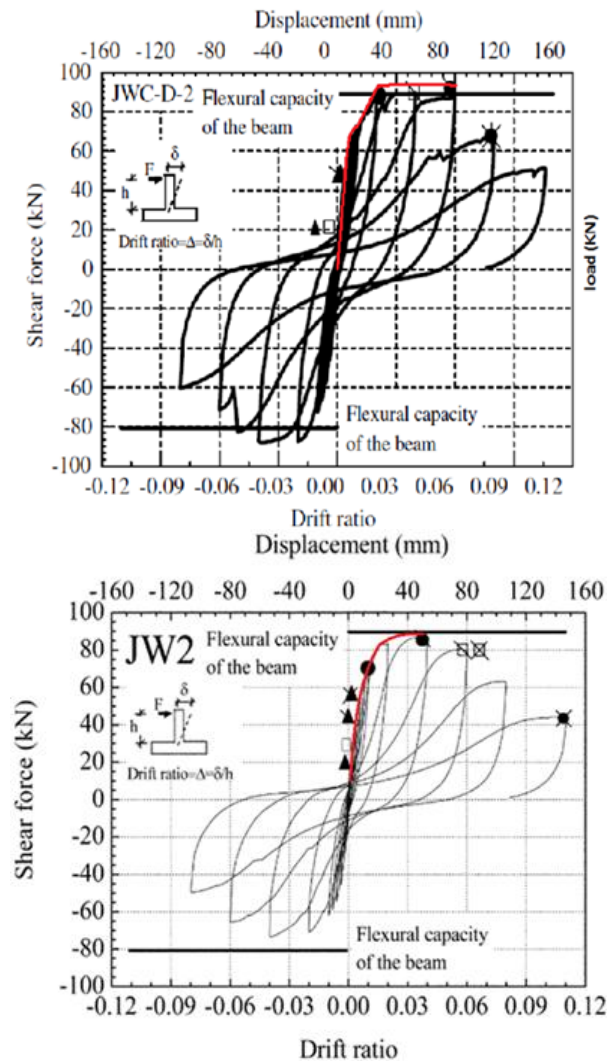 Displacement (mm)
-160 -120 -80 -40 0 40 80 120 160
100
80
60
40
20
0
-20
-40
-60
-80
-100
Shear force (kN)
JWC-D-2
Flexural capacity
of the beam
δ
F
h
Drift ratio=Δ=δ/h
load (KN)
Flexural capacity
of the beam
-0.12 -0.09 -0.06 -0.03 0.00 0.03 0.06 0.09 0.12
Drift ratio
Displacement (mm)
-160 -120 -80 -40 0 40 80 120 160
100
80
60
40
20
0
-20
-40
-60
-80
-100
Shear force (kN)
JW2
Flexural capacity
of the beam
δ
F
h
Drift ratio=Δ=δ/h
Flexural capacity
of the beam
-0.12 -0.09 -0.06 -0.03 0.00 0.03 0.06 0.09 0.12
Drift ratio